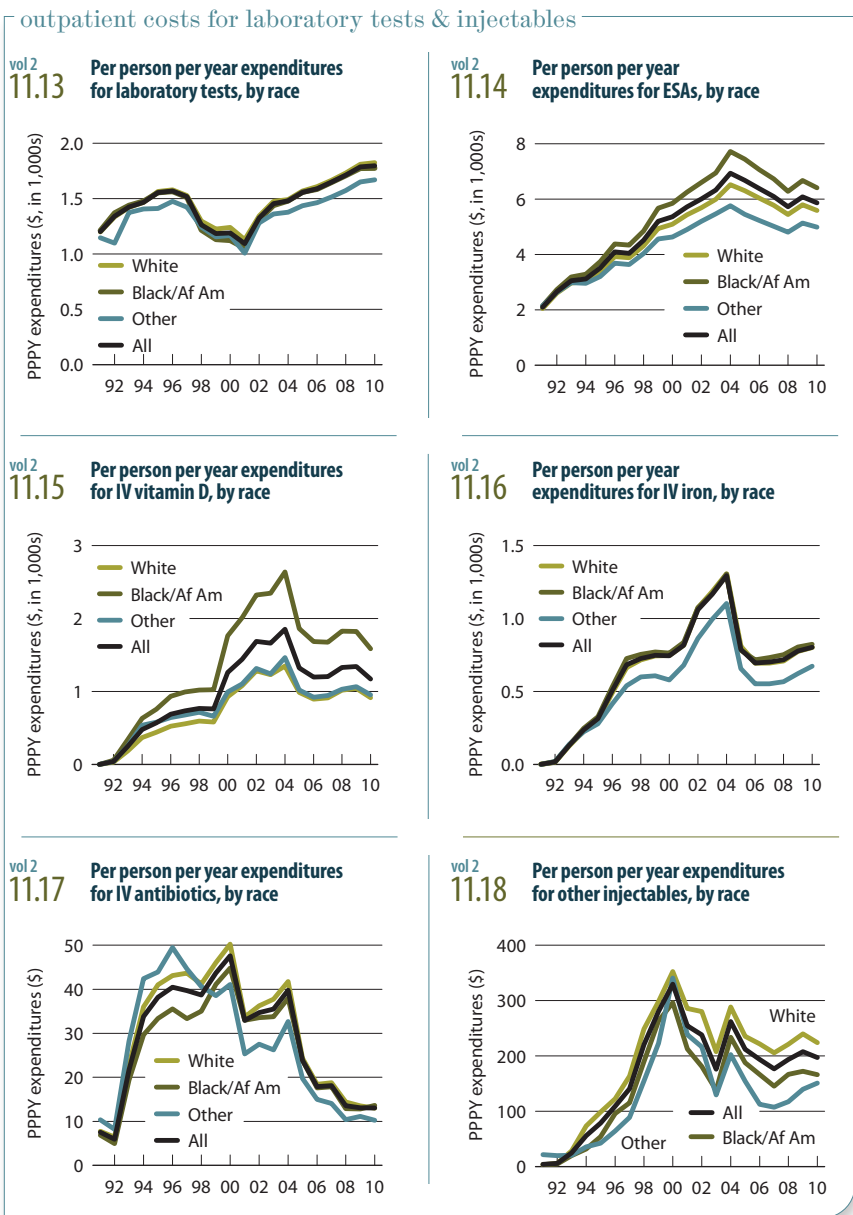 outpatient costs for laboratory tests & injectables
vol 2
11.13
Per person per year expenditures
for laboratory tests, by race
PPPY expenditures ($, in 1,000s)
2.0
1.5
1.0
0.5
0.0
White
Black/Af Am
Other
All
92 94 96 98 00 02 04 06 08 10
vol 2
11.14
Per person per year
expenditures for ESAs, by race
PPPY expenditures ($, in 1,000s)
8
6
4
2
0
White
Black/Af Am
Other
All
92 94 96 98 00 02 04 06 08 10
vol 2
11.15
Per person per year expenditures
for IV vitamin D, by race
PPPY expenditures ($, in 1,000s)
3
2
1
0
White
Black/Af Am
Other
All
92 94 96 98 00 02 04 06 08 10
vol 2
11.16
Per person per year
expenditures for IV iron, by race
PPPY expenditures ($, in 1,000s)
1.5
1.0
0.5
0.0
White
Black/Af Am
Other
All
92 94 96 98 00 02 04 06 08 10
vol 2
11.17
Per person per year expenditures
for IV antibiotics, by race
PPPY expenditures ($)
50
40
30
20
10
0
White
Black/Af Am
Other
All
92 94 96 98 00 02 04 06 08 10
vol 2
11.18
Per person per year expenditures
for other injectables, by race
PPPY expenditures ($)
400
300
200
100
0
White
All
Other
Black/Af Am
92 94 96 98 00 02 04 06 08 10